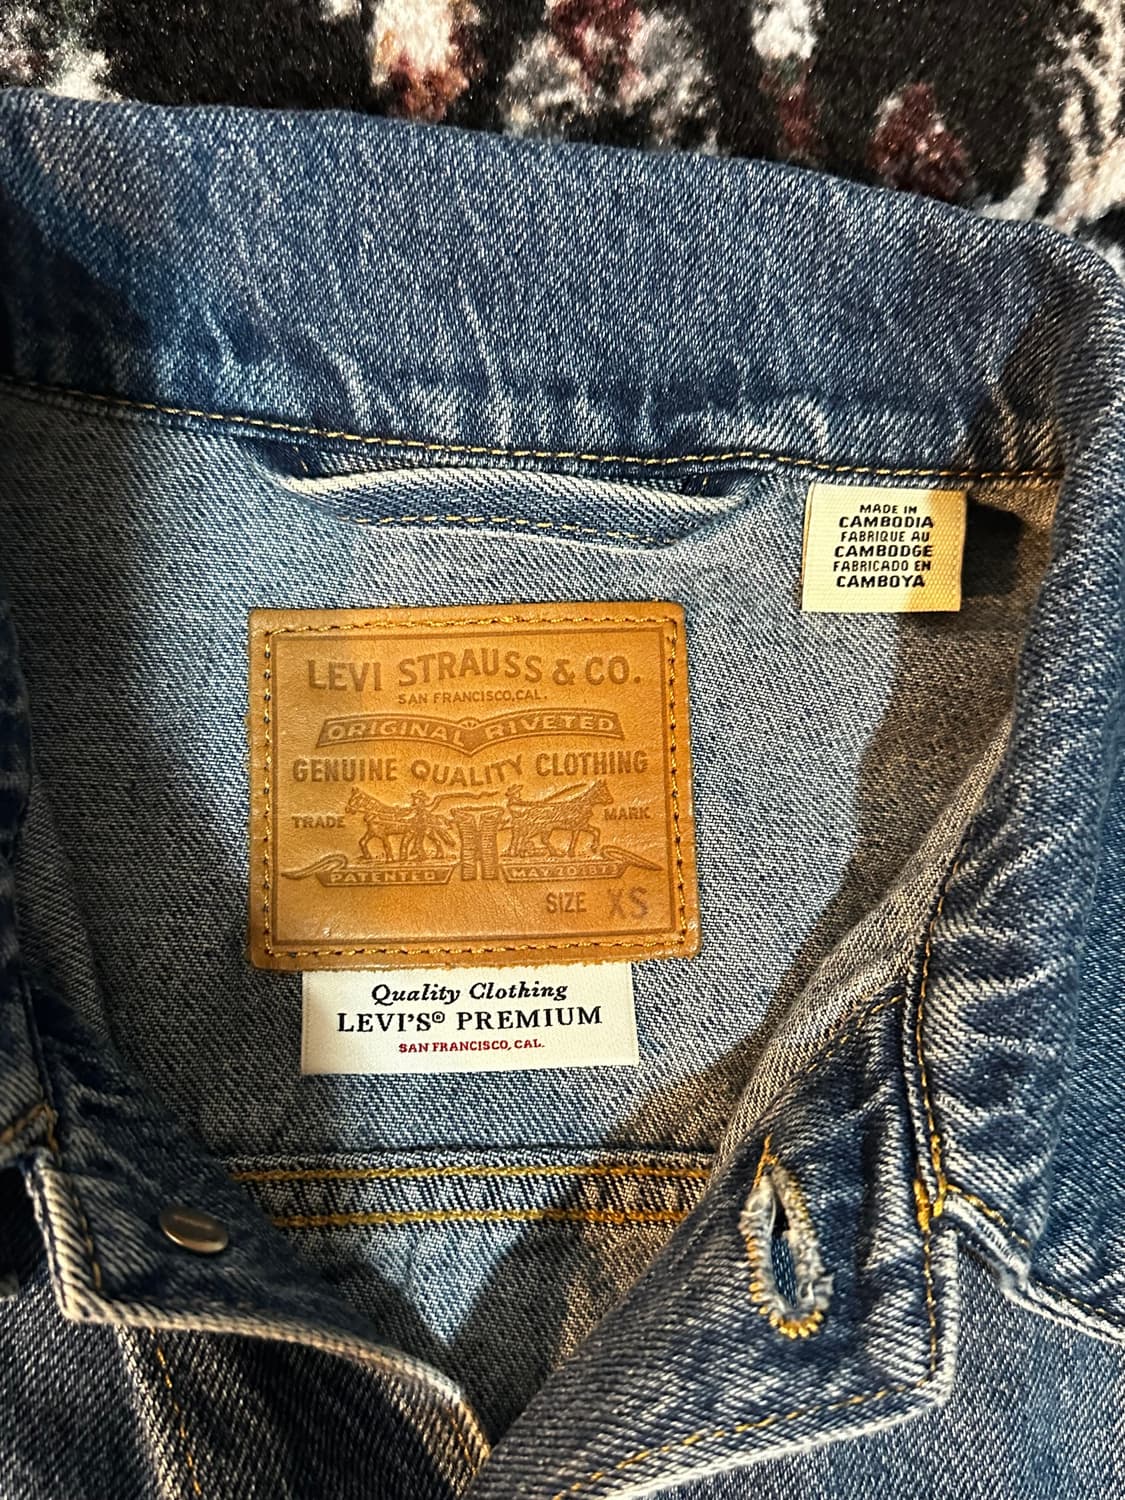 MADE IN
CAMBODIA
FABRIQUE AU
CAMBODGE
FABRICADO EN
CAMBOYA
LEVI STRAUSS & CO.
SAN FRANCISCO, CAL.
ORIGINAL RIVETED
GENUINE QUALITY CLOTHING
TRADE MARK
PATENTED MAY 20 1873
SIZE XS
Quality Clothing
LEVI'S® PREMIUM
SAN FRANCISCO, CAL.